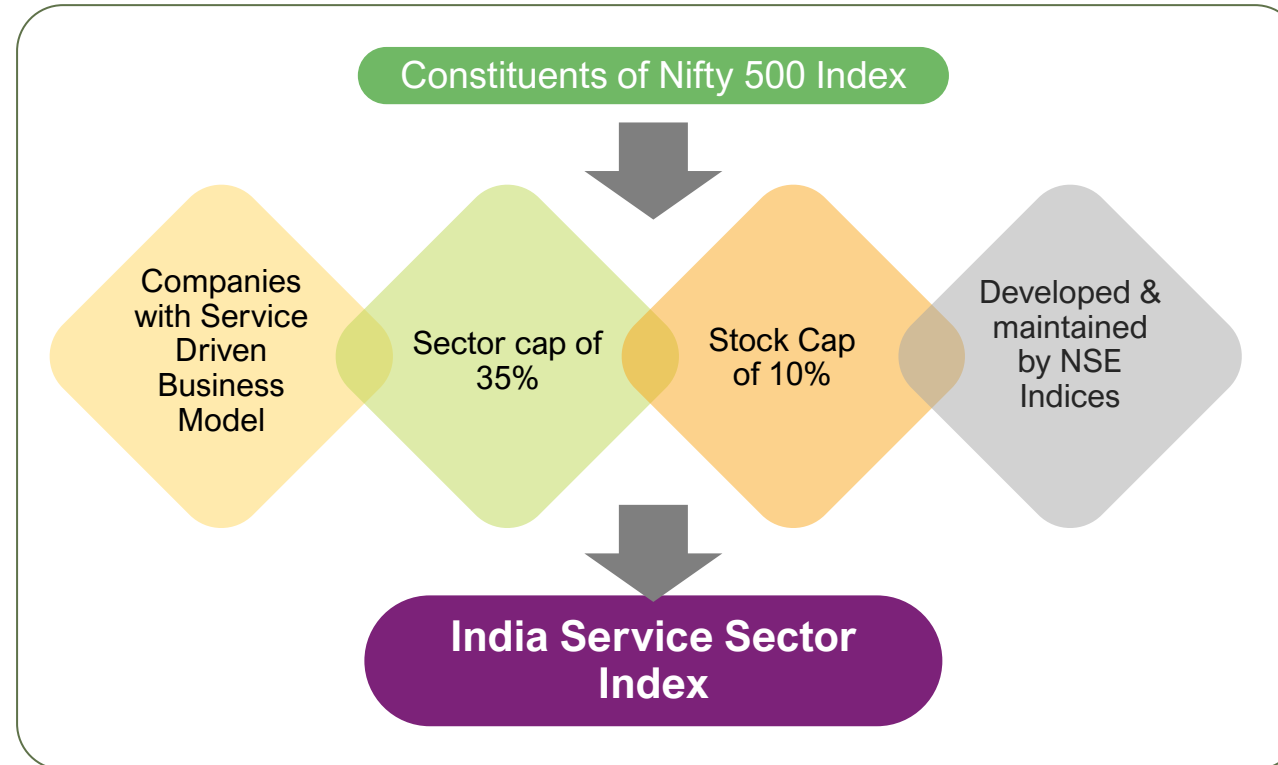 Constituents of Nifty 500 Index
Companies
with Service
Driven
Business
Model
Sector cap of
35%
Stock Cap
of 10%
Developed &
maintained
by NSE
Indices
India Service Sector
Index